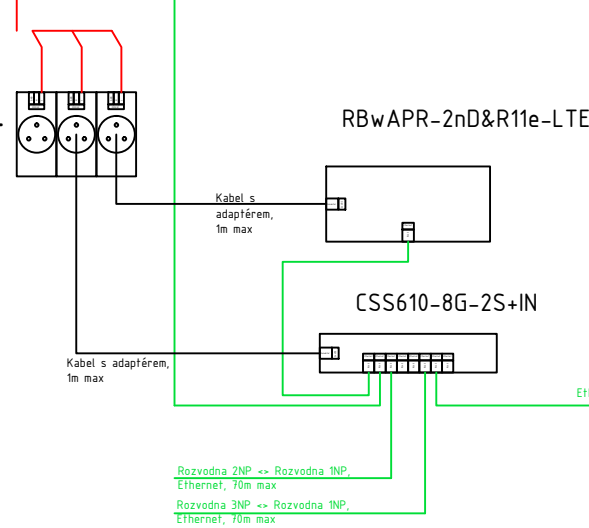 RBwAPR-2nD&R11e-LTE
Kabel s
adaptérem,
1m max
CSS610-8G-2S+IN
Kabel s adaptérem,
1m max
Rozvodna 2NP <> Rozvodna 1NP,
Ethernet, 70m max
Rozvodna 3NP <> Rozvodna 1NP,
Ethernet, 70m max